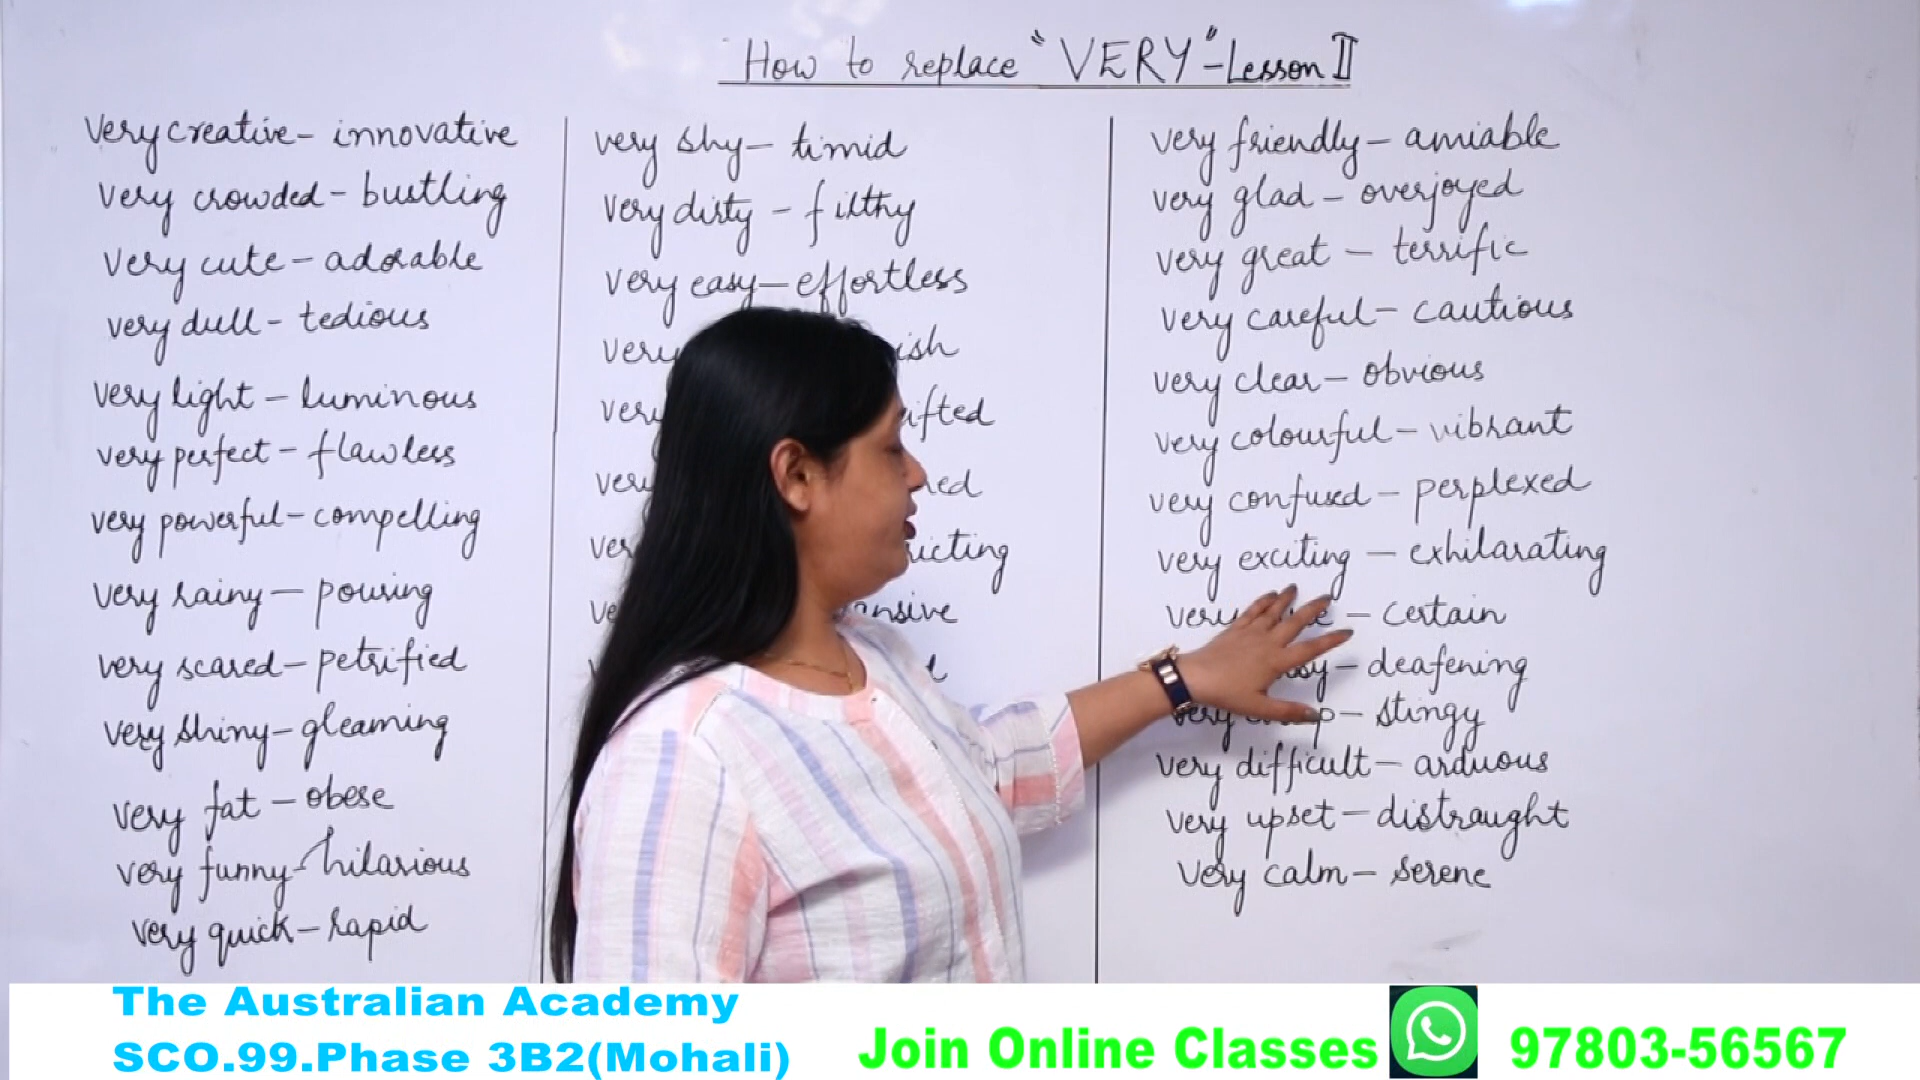 How to replace "VERY" - Lesson II
very creative - innovative
very crowded - bustling
very cute - adorable
very dull - tedious
very light - luminous
very perfect - flawless
very powerful - compelling
very rainy - pouring
very scared - petrified
very shiny - gleaming
very fat - obese
very funny - hilarious
very quick - rapid
very shy - timid
very dirty - filthy
very easy - effortless
very
very
very
very friendly - amiable
very glad - overjoyed
very great - terrific
very careful - cautious
very clear - obvious
very colourful - vibrant
very confused - perplexed
very exciting - exhilarating
very - certain
- deafening
very - stingy
very difficult - arduous
very upset - distraught
very calm - serene
The Australian Academy
SCO.99.Phase 3B2(Mohali)
Join Online Classes
97803-56567